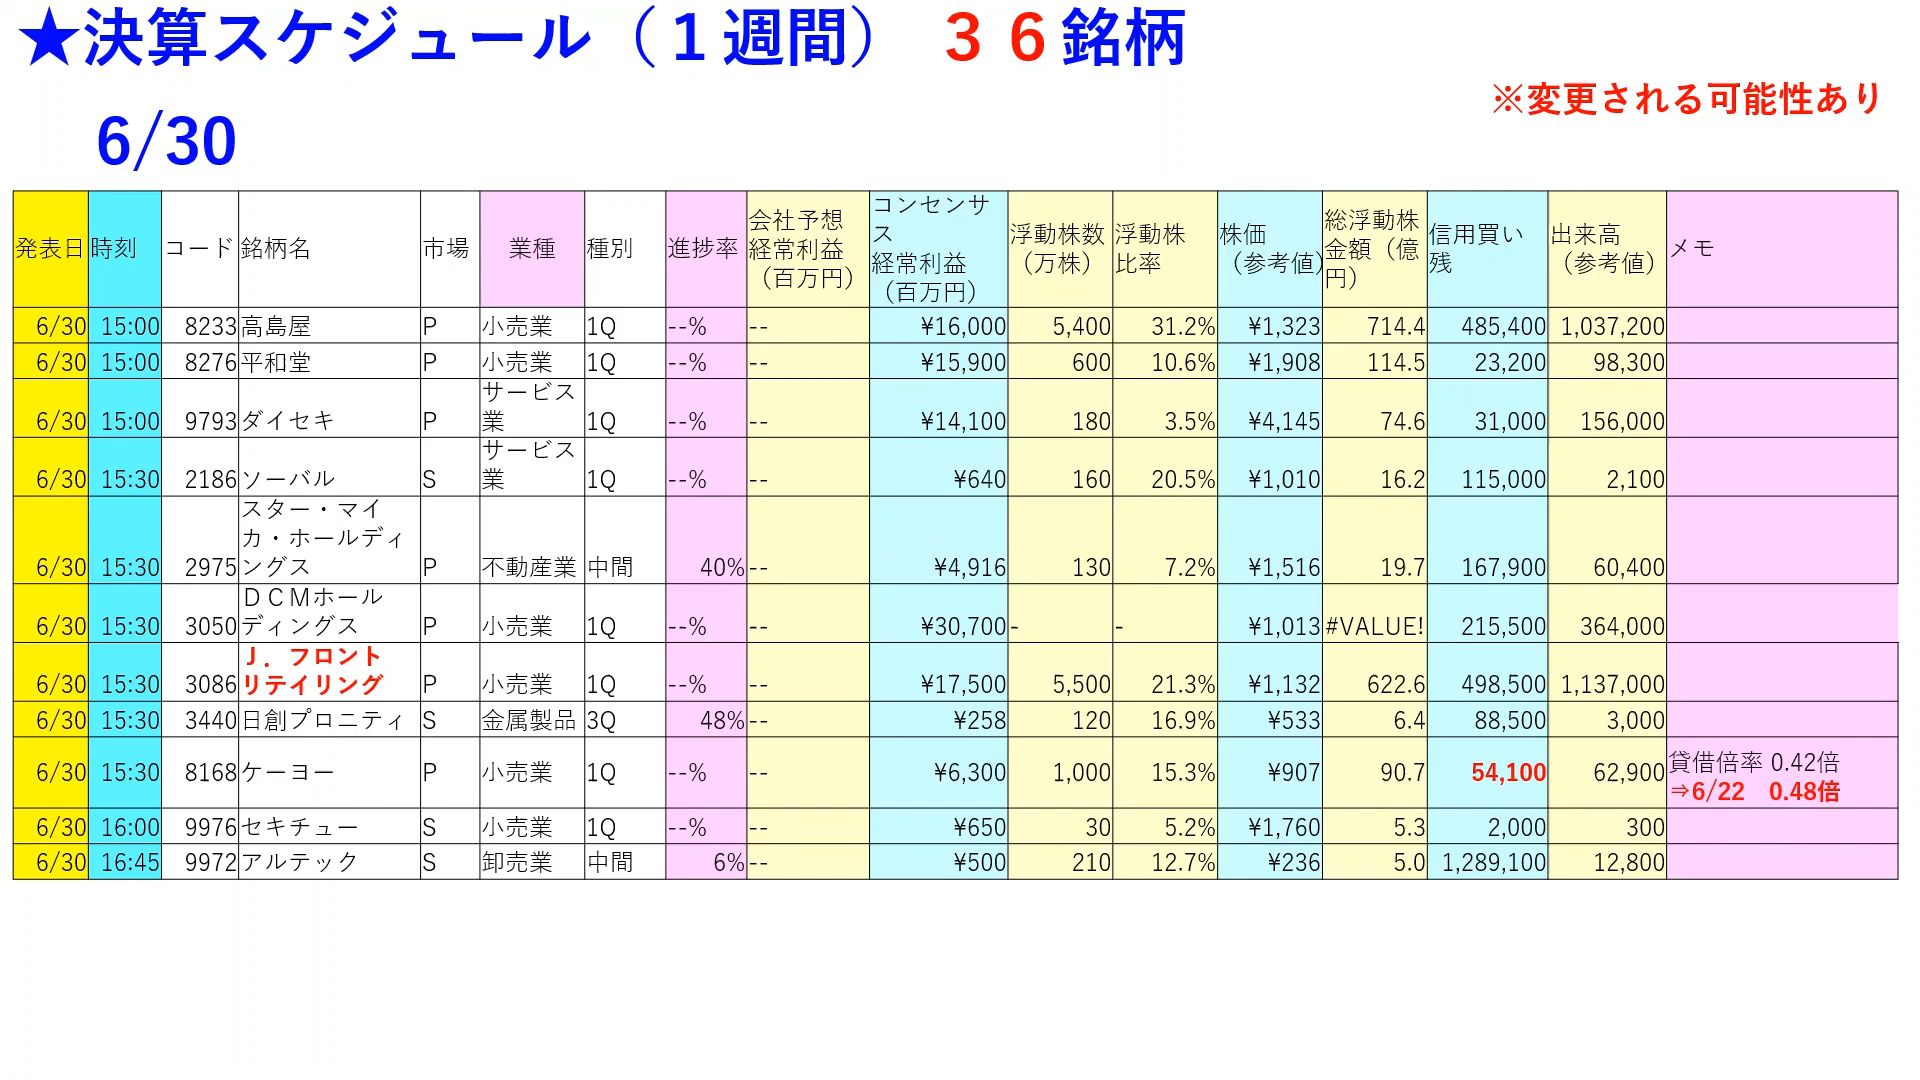 ★決算スケジュール（１週間）　３６銘柄
※変更される可能性あり
6/30
発表日 時刻 コード 銘柄名 市場 業種 種別 進捗率 会社予想経常利益（百万円） コンセンサス経常利益（百万円） 浮動株数（万株） 浮動株比率 株価（参考値） 総浮動株金額（億円） 信用買い残 出来高（参考値） メモ
6/30 15:00 8233 高島屋 P 小売業 1Q --% -- ¥16,000 5,400 31.2% ¥1,323 714.4 485,400 1,037,200
6/30 15:00 8276 平和堂 P 小売業 1Q --% -- ¥15,900 600 10.6% ¥1,908 114.5 23,200 98,300
6/30 15:00 9793 ダイセキ P サービス業 1Q --% -- ¥14,100 180 3.5% ¥4,145 74.6 31,000 156,000
6/30 15:30 2186 ソーバル S サービス業 1Q --% -- ¥640 160 20.5% ¥1,010 16.2 115,000 2,100
6/30 15:30 2975 スター・マイカ・ホールディングス P 不動産業 中間 40% -- ¥4,916 130 7.2% ¥1,516 19.7 167,900 60,400
6/30 15:30 3050 ＤＣＭホールディングス P 小売業 1Q --% -- ¥30,700 - - ¥1,013 #VALUE! 215,500 364,000
6/30 15:30 3086 Ｊ．フロントリテイリング P 小売業 1Q --% -- ¥17,500 5,500 21.3% ¥1,132 622.6 498,500 1,137,000
6/30 15:30 3440 日創プロニティ S 金属製品 3Q 48% -- ¥258 120 16.9% ¥533 6.4 88,500 3,000
6/30 15:30 8168 ケーヨー P 小売業 1Q --% -- ¥6,300 1,000 15.3% ¥907 90.7 54,100 62,900 貸借倍率 0.42倍
⇒6/22　0.48倍
6/30 16:00 9976 セキチュー S 小売業 1Q --% -- ¥650 30 5.2% ¥1,760 5.3 2,000 300
6/30 16:45 9972 アルテック S 卸売業 中間 6% -- ¥500 210 12.7% ¥236 5.0 1,289,100 12,800